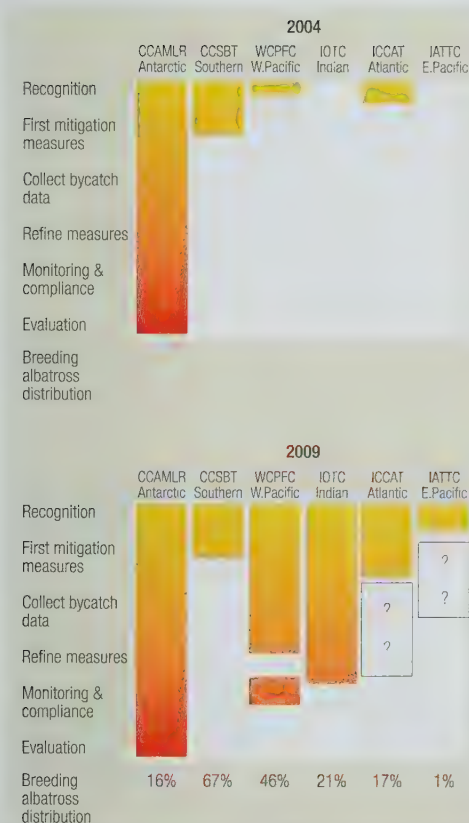 2004
CCAMLR CCSBT WCPFC IOTC ICCAT IATTC
Antarctic Southern W.Pacific Indian Atlantic E.Pacific
Recognition
First mitigation
measures
Collect bycatch
data
Refine measures
Monitoring &
compliance
Evaluation
Breeding
albatross
distribution
2009
CCAMLR CCSBT WCPFC IOTC ICCAT IATTC
Antarctic Southern W.Pacific Indian Atlantic E.Pacific
Recognition
First mitigation
measures
?
Collect bycatch
data
? ?
Refine measures
?
Monitoring &
compliance
Evaluation
Breeding
albatross
distribution
16% 67% 46% 21% 17% 1%